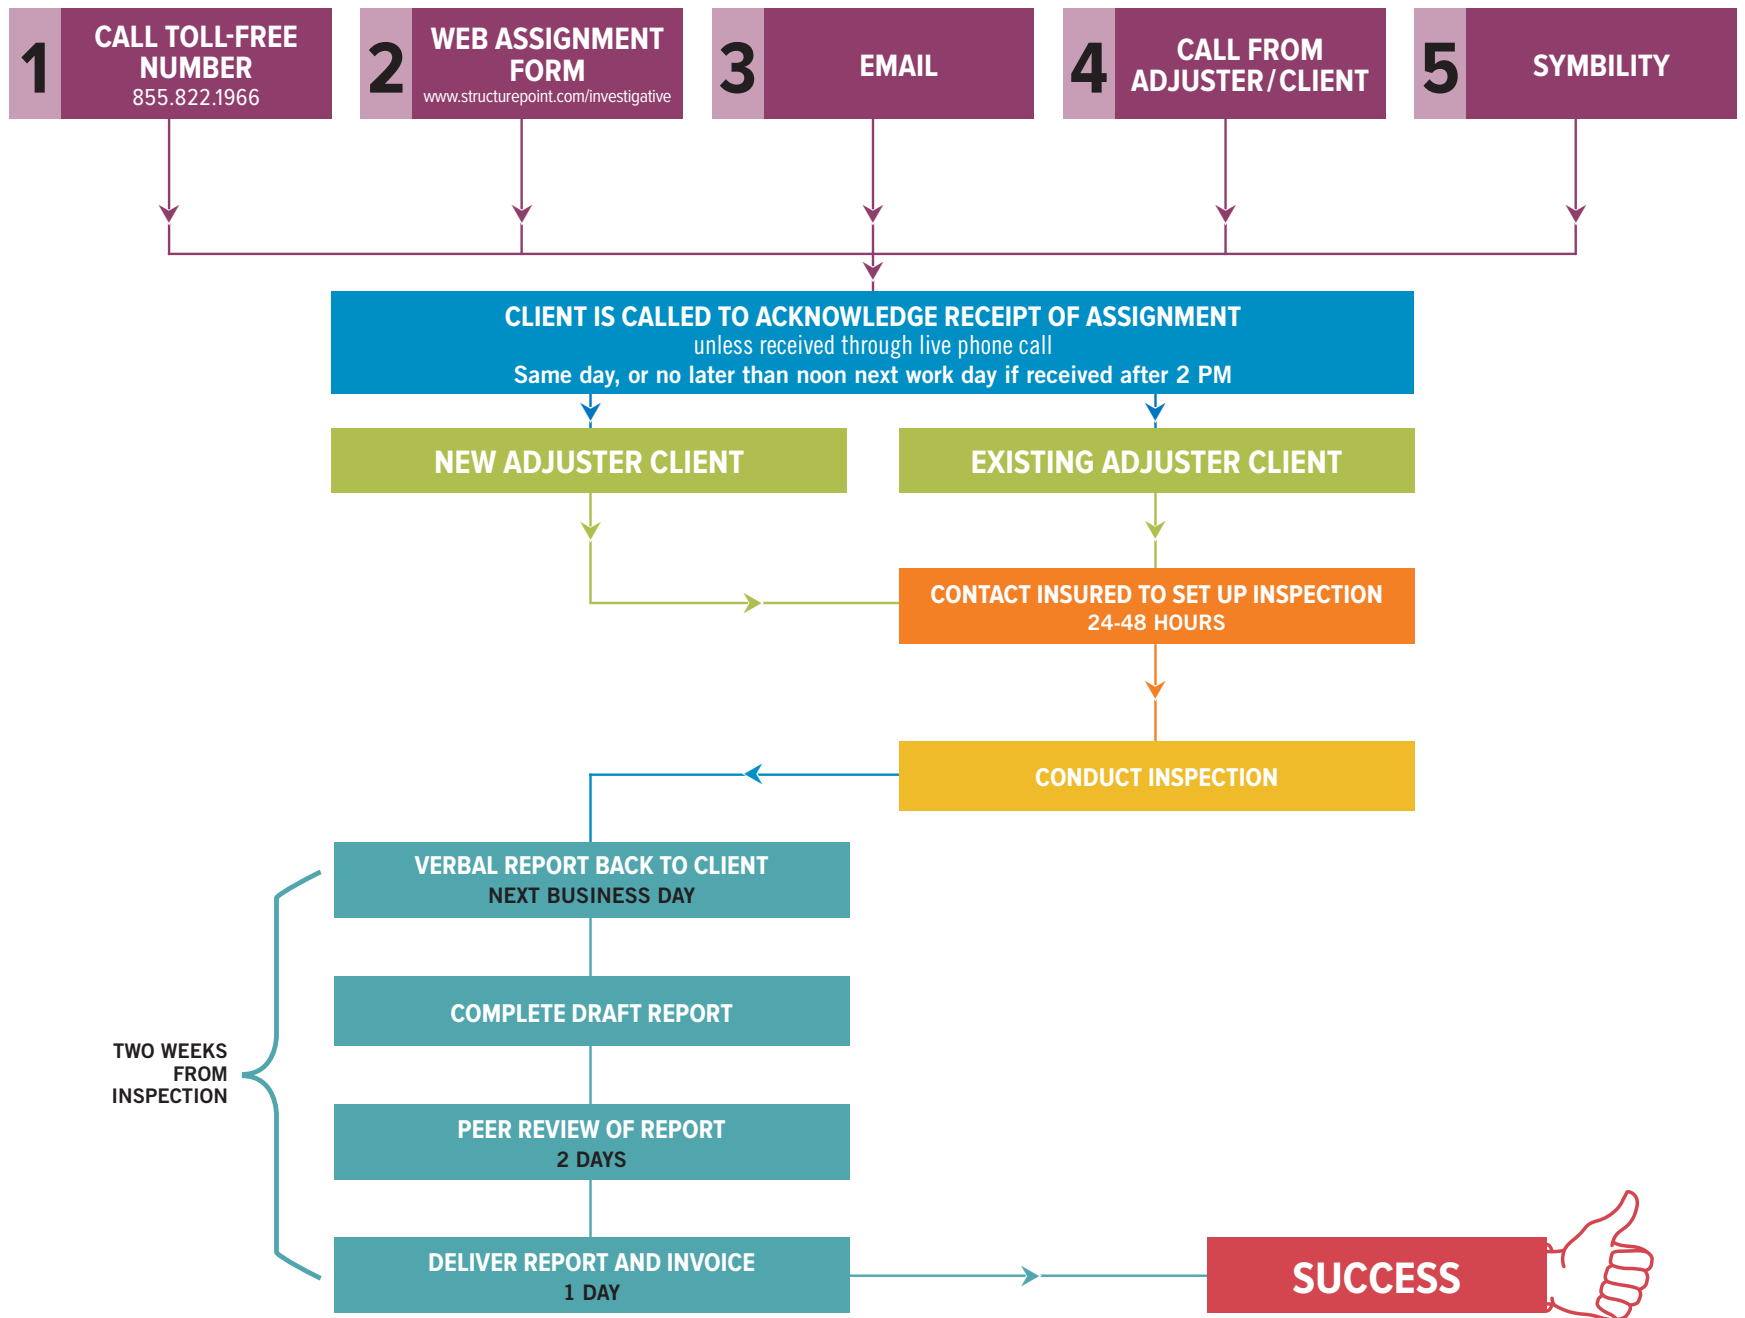 1
CALL TOLL-FREE
NUMBER
855.822.1966
2
WEB ASSIGNMENT
FORM
www.structurepoint.com/investigative
3
EMAIL
4
CALL FROM
ADJUSTER/CLIENT
5
SYMBILITY
CLIENT IS CALLED TO ACKNOWLEDGE RECEIPT OF ASSIGNMENT
unless received through live phone call
Same day, or no later than noon next work day if received after 2 PM
NEW ADJUSTER CLIENT
EXISTING ADJUSTER CLIENT
CONTACT INSURED TO SET UP INSPECTION
24-48 HOURS
CONDUCT INSPECTION
VERBAL REPORT BACK TO CLIENT
NEXT BUSINESS DAY
COMPLETE DRAFT REPORT
TWO WEEKS
FROM
INSPECTION
PEER REVIEW OF REPORT
2 DAYS
DELIVER REPORT AND INVOICE
1 DAY
SUCCESS